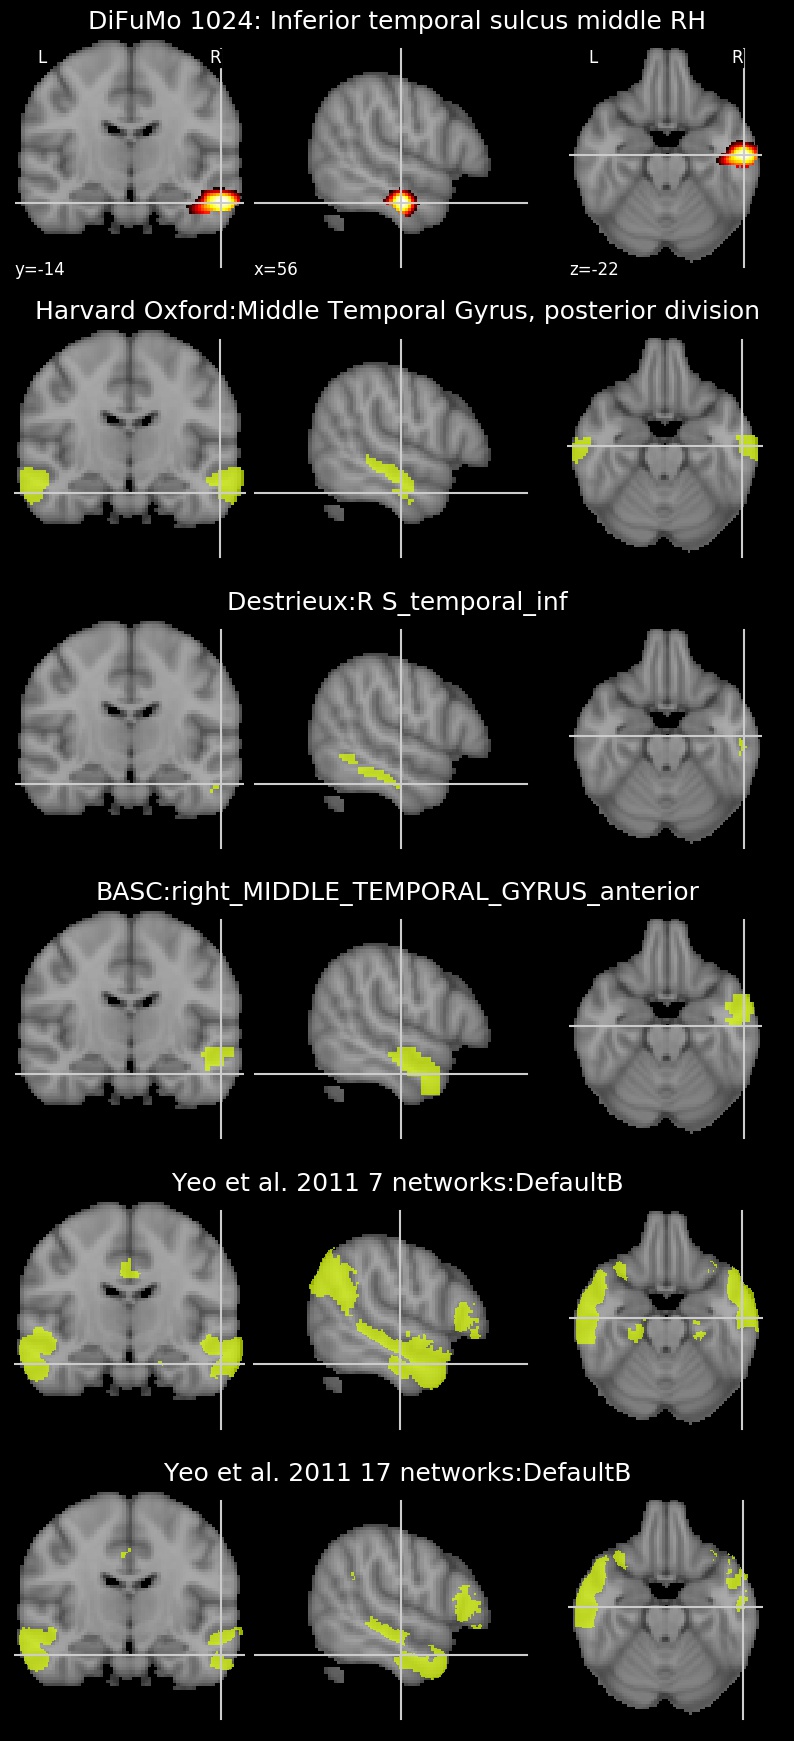 DiFuMo 1024: Inferior temporal sulcus middle RH
L R L R
y=-14 x=56 z=-22
Harvard Oxford:Middle Temporal Gyrus, posterior division
Destrieux:R S_temporal_inf
BASC:right_MIDDLE_TEMPORAL_GYRUS_anterior
Yeo et al. 2011 7 networks:DefaultB
Yeo et al. 2011 17 networks:DefaultB